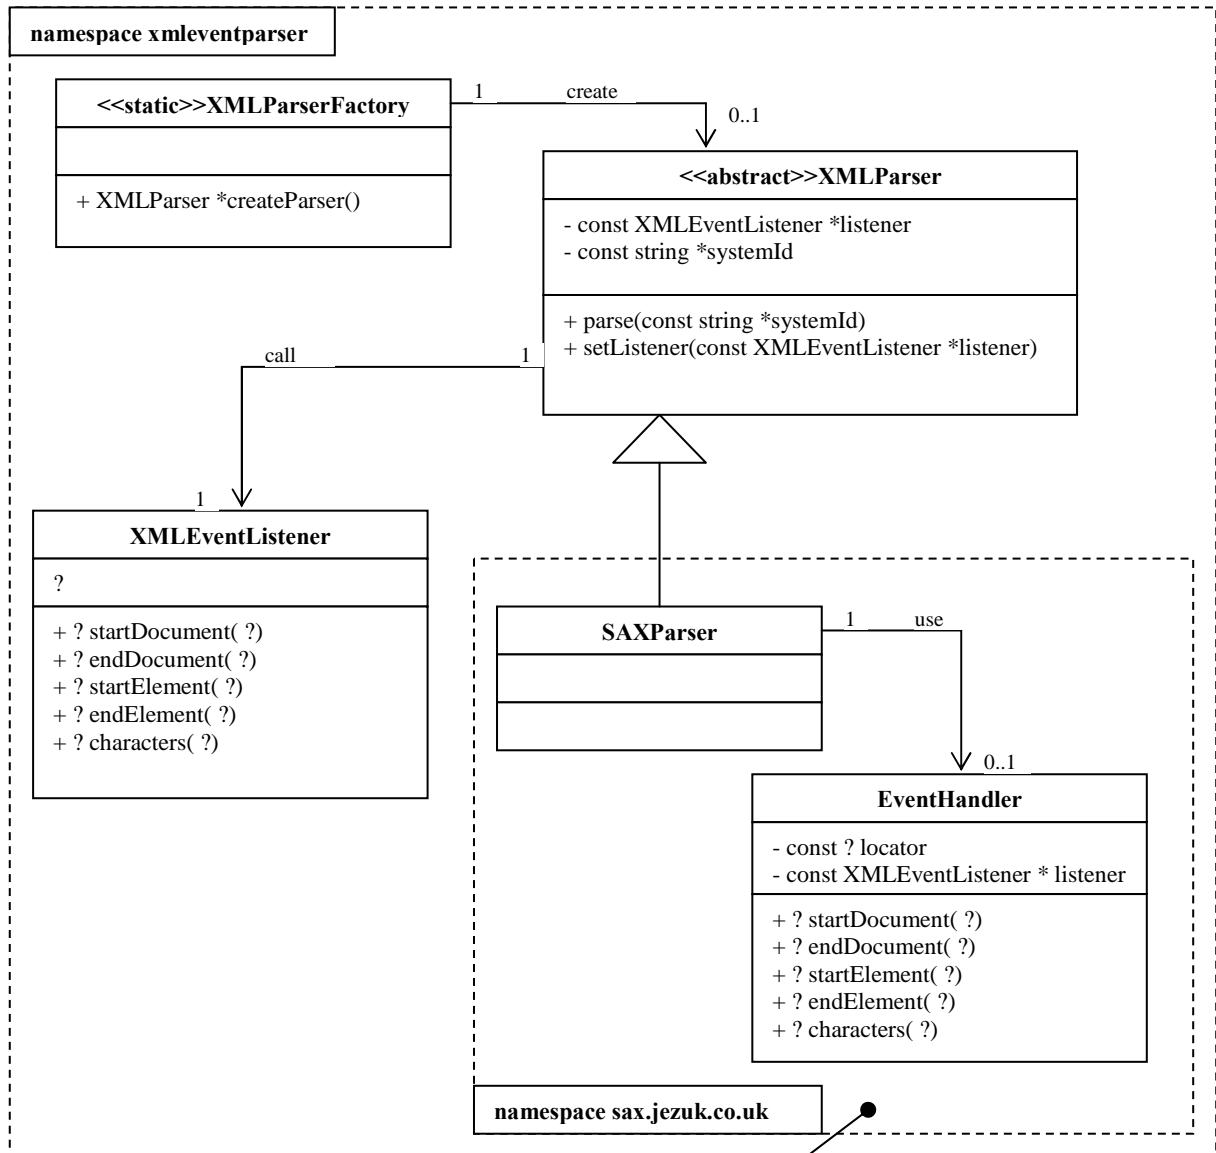 namespace xmleventparser
<<static>>XMLParserFactory
+ XMLParser *createParser()
1
create
0..1
<<abstract>>XMLParser
- const XMLEventListener *listener
- const string *systemId
+ parse(const string *systemId)
+ setListener(const XMLEventListener *listener)
call
1
1
XMLEventListener
?
+ ? startDocument( ?)
+ ? endDocument( ?)
+ ? startElement( ?)
+ ? endElement( ?)
+ ? characters( ?)
SAXParser
1
use
0..1
EventHandler
- const ? locator
- const XMLEventListener * listener
+ ? startDocument( ?)
+ ? endDocument( ?)
+ ? startElement( ?)
+ ? endElement( ?)
+ ? characters( ?)
namespace sax.jezuk.co.uk